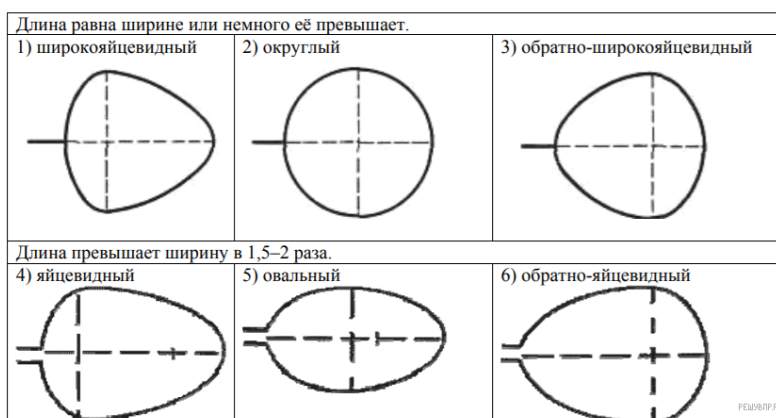 Длина равна ширине или немного её превышает.
1) широкояйцевидный
2) округлый
3) обратно-широкояйцевидный
Длина превышает ширину в 1,5–2 раза.
4) яйцевидный
5) овальный
6) обратно-яйцевидный